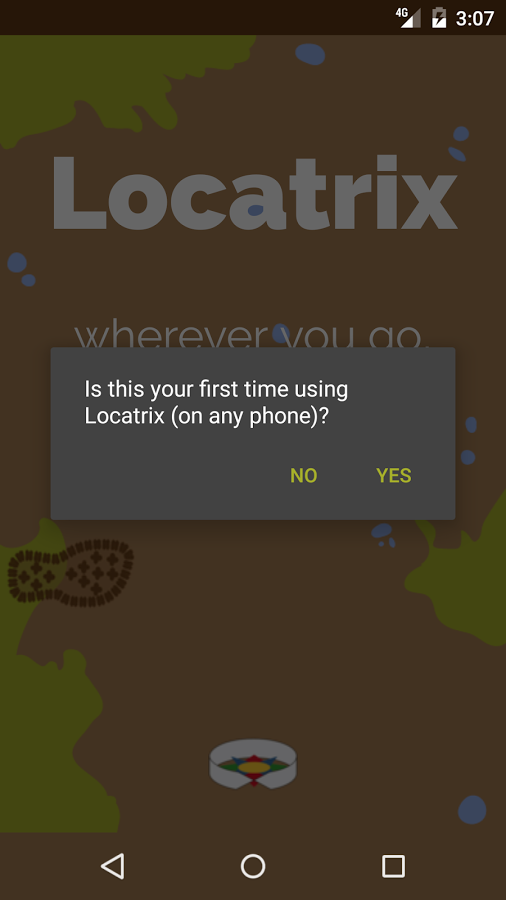 4G 3:07
Locatrix
wherever you go.
Is this your first time using
Locatrix (on any phone)?
NO YES